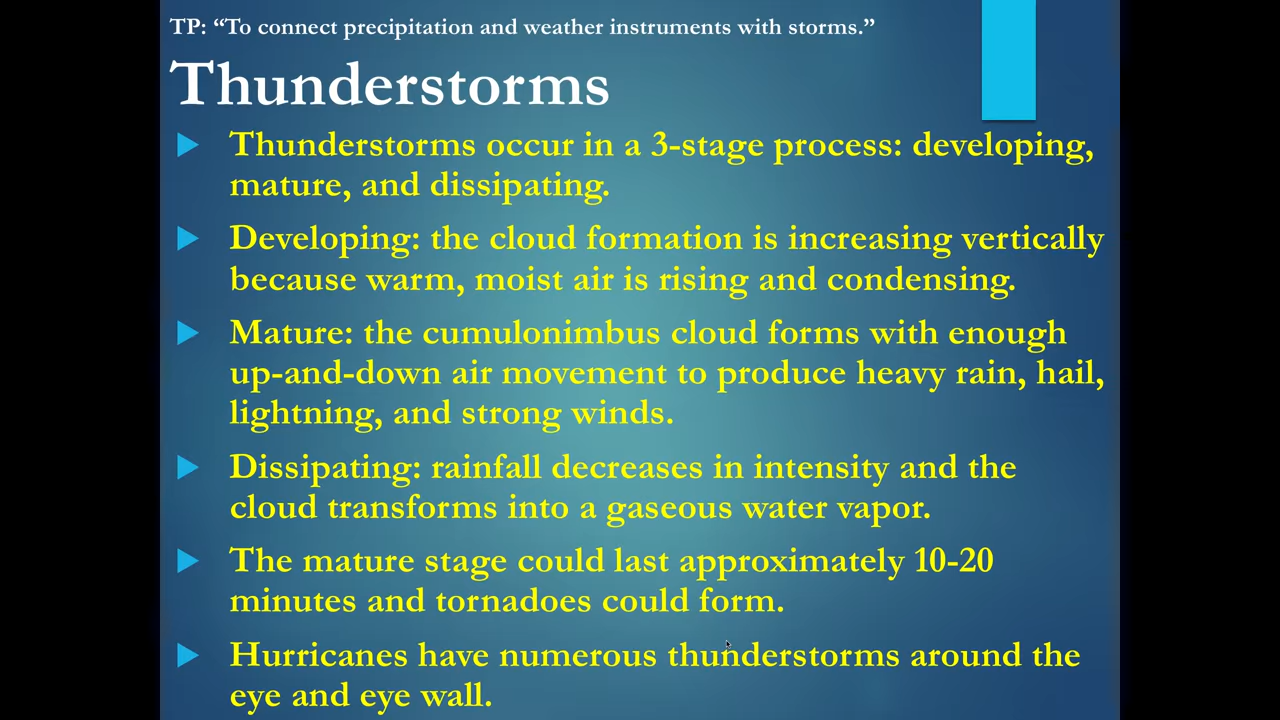 TP: “To connect precipitation and weather instruments with storms.”
Thunderstorms
Thunderstorms occur in a 3-stage process: developing,
mature, and dissipating.
Developing: the cloud formation is increasing vertically
because warm, moist air is rising and condensing.
Mature: the cumulonimbus cloud forms with enough
up-and-down air movement to produce heavy rain, hail,
lightning, and strong winds.
Dissipating: rainfall decreases in intensity and the
cloud transforms into a gaseous water vapor.
The mature stage could last approximately 10-20
minutes and tornadoes could form.
Hurricanes have numerous thunderstorms around the
eye and eye wall.